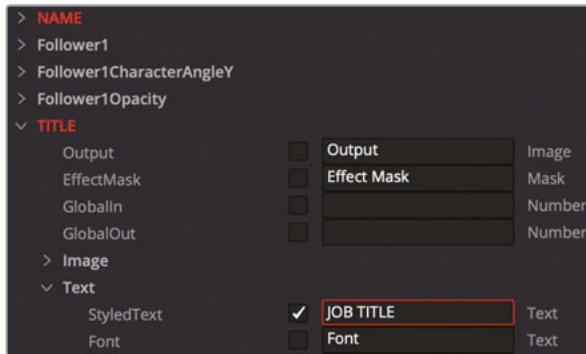 > NAME
> Follower1
> Follower1CharacterAngleY
> Follower1Opacity
TITLE
Output Output Image
EffectMask Effect Mask Mask
GlobalIn Number
GlobalOut Number
> Image
Text
StyledText JOB TITLE Text
Font Font Text